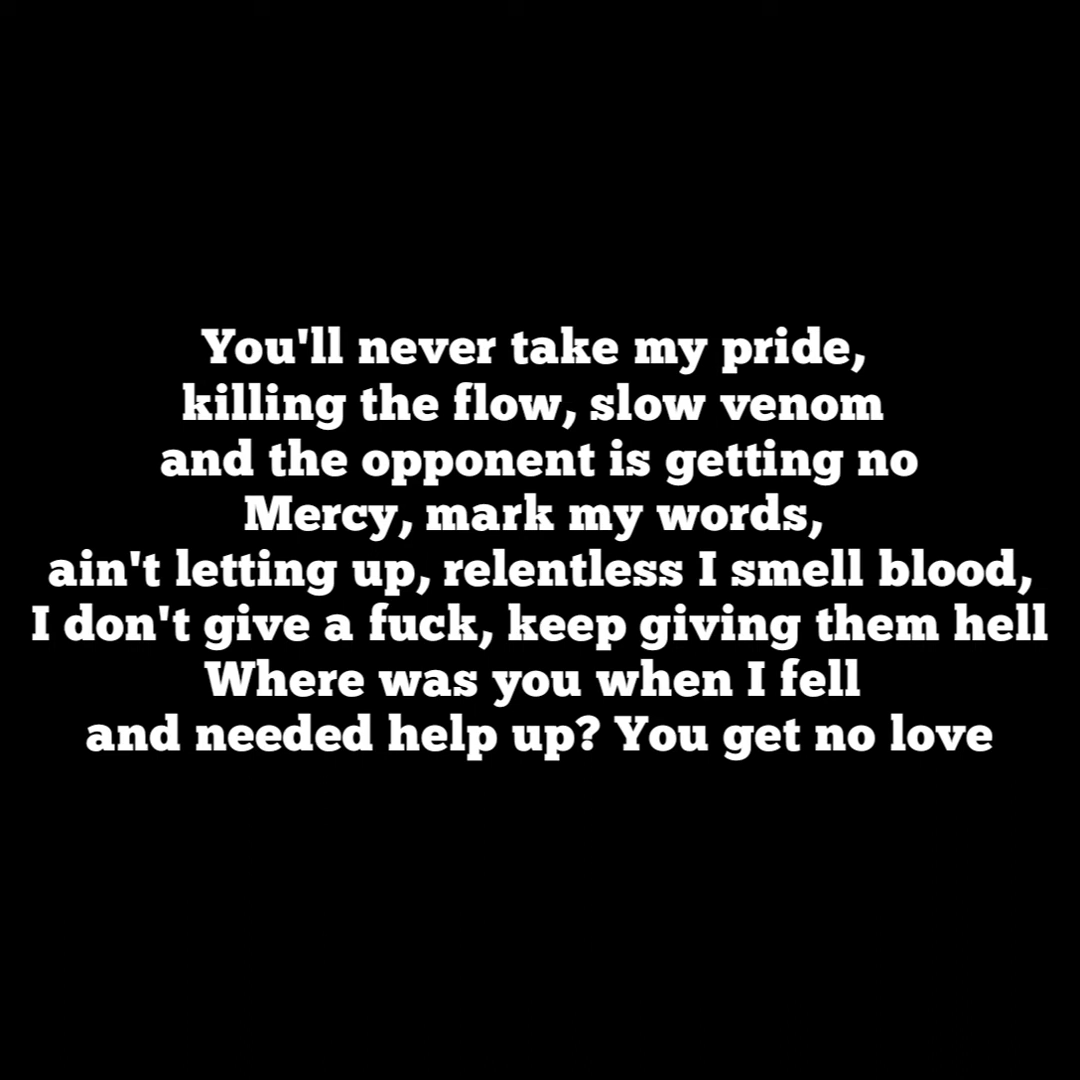 You'll never take my pride,
killing the flow, slow venom
and the opponent is getting no
Mercy, mark my words,
ain't letting up, relentless I smell blood,
I don't give a fuck, keep giving them hell
Where was you when I fell
and needed help up? You get no love